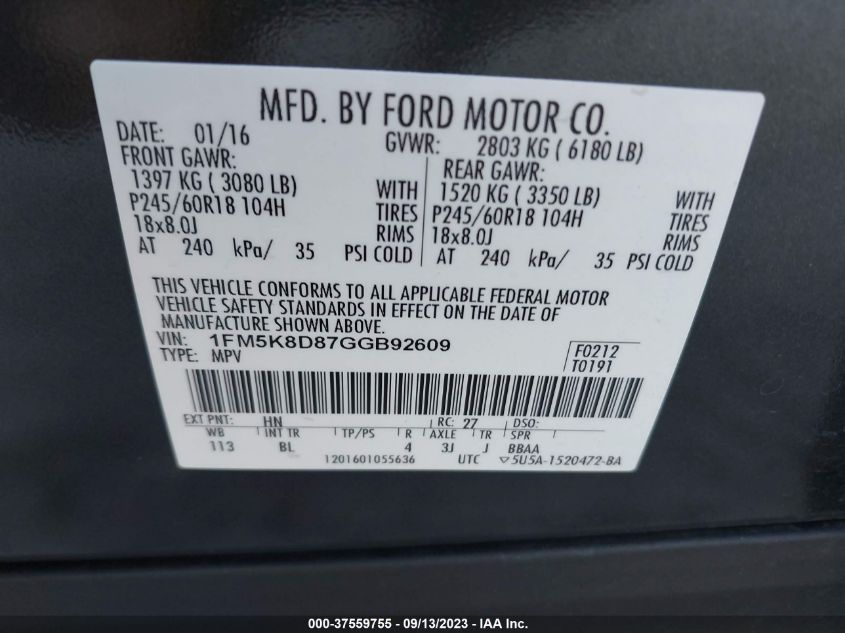 MFD. BY FORD MOTOR CO.
DATE: 01/16 GVWR: 2803 KG ( 6180 LB)
FRONT GAWR: REAR GAWR:
1397 KG ( 3080 LB) WITH 1520 KG ( 3350 LB) WITH
P245/60R18 104H TIRES P245/60R18 104H TIRES
18x8.0J RIMS 18x8.0J RIMS
AT 240 kPa/ 35 PSI COLD AT 240 kPa/ 35 PSI COLD
THIS VEHICLE CONFORMS TO ALL APPLICABLE FEDERAL MOTOR
VEHICLE SAFETY STANDARDS IN EFFECT ON THE DATE OF
MANUFACTURE SHOWN ABOVE.
VIN: 1FM5K8D87GGB92609
TYPE: MPV
F0212
T0191
EXT PNT: HN RC: 27 DSO:
WB INT TR TP/PS R AXLE TR SPR
113 BL 4 3J J BBAA
1201601055636 UTC ▽5U5A-1520472-BA
000-37559755 - 09/13/2023 - IAA Inc.